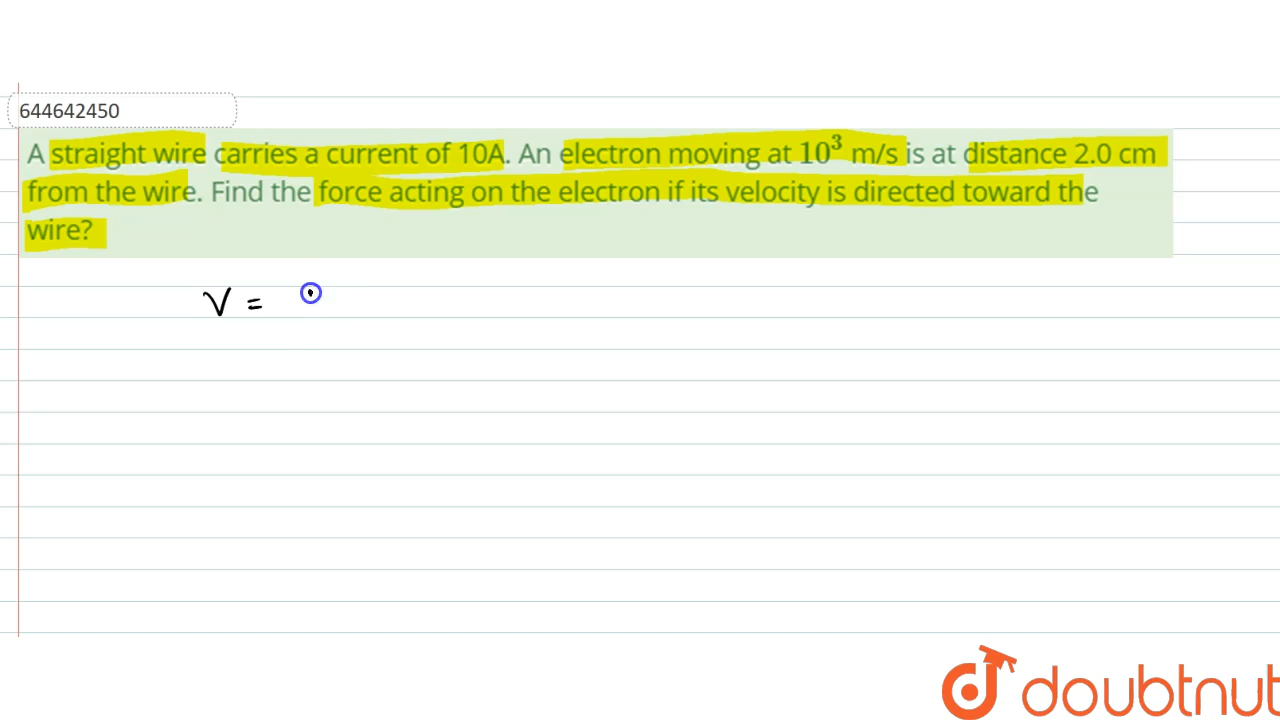 644642450
A straight wire carries a current of 10A. An electron moving at 10³ m/s is at distance 2.0 cm
from the wire. Find the force acting on the electron if its velocity is directed toward the
wire?
V =
doubtnut